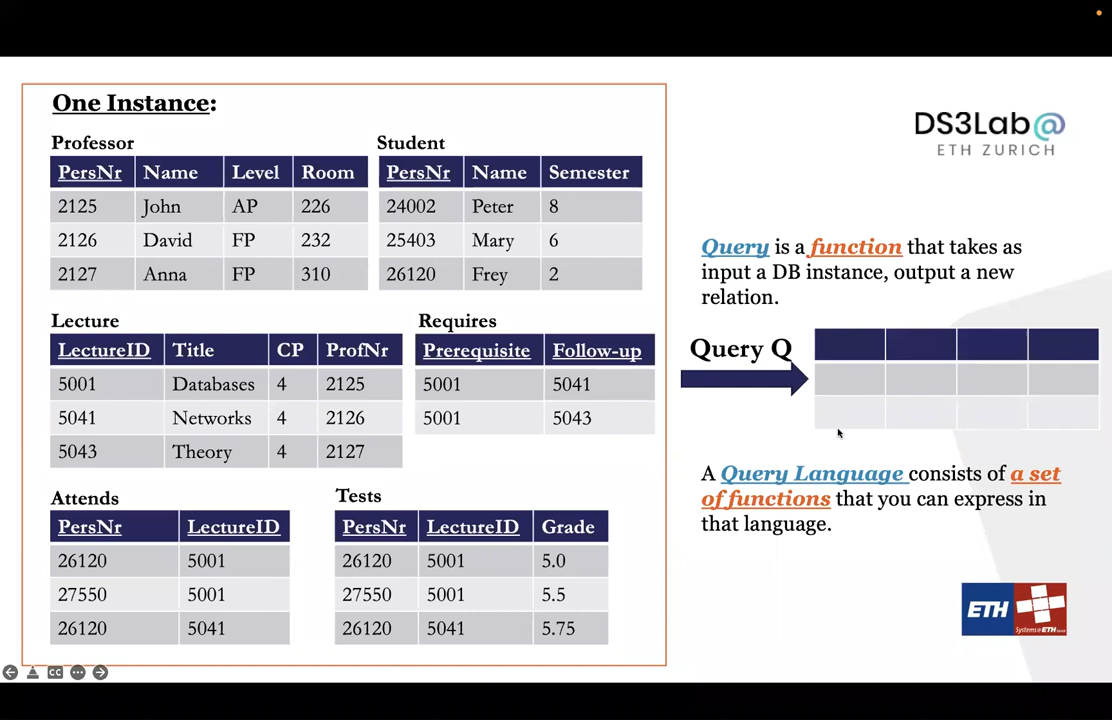 One Instance:
Professor
PersNr Name Level Room
2125 John AP 226
2126 David FP 232
2127 Anna FP 310
Student
PersNr Name Semester
24002 Peter 8
25403 Mary 6
26120 Frey 2
Lecture
LectureID Title CP ProfNr
5001 Databases 4 2125
5041 Networks 4 2126
5043 Theory 4 2127
Requires
Prerequisite Follow-up
5001 5041
5001 5043
Attends
PersNr LectureID
26120 5001
27550 5001
26120 5041
Tests
PersNr LectureID Grade
26120 5001 5.0
27550 5001 5.5
26120 5041 5.75
DS3Lab@
ETH ZURICH
Query is a function that takes as
input a DB instance, output a new
relation.
Query Q
A Query Language consists of a set
of functions that you can express in
that language.
ETH
Systems@ETH Zürich
CC